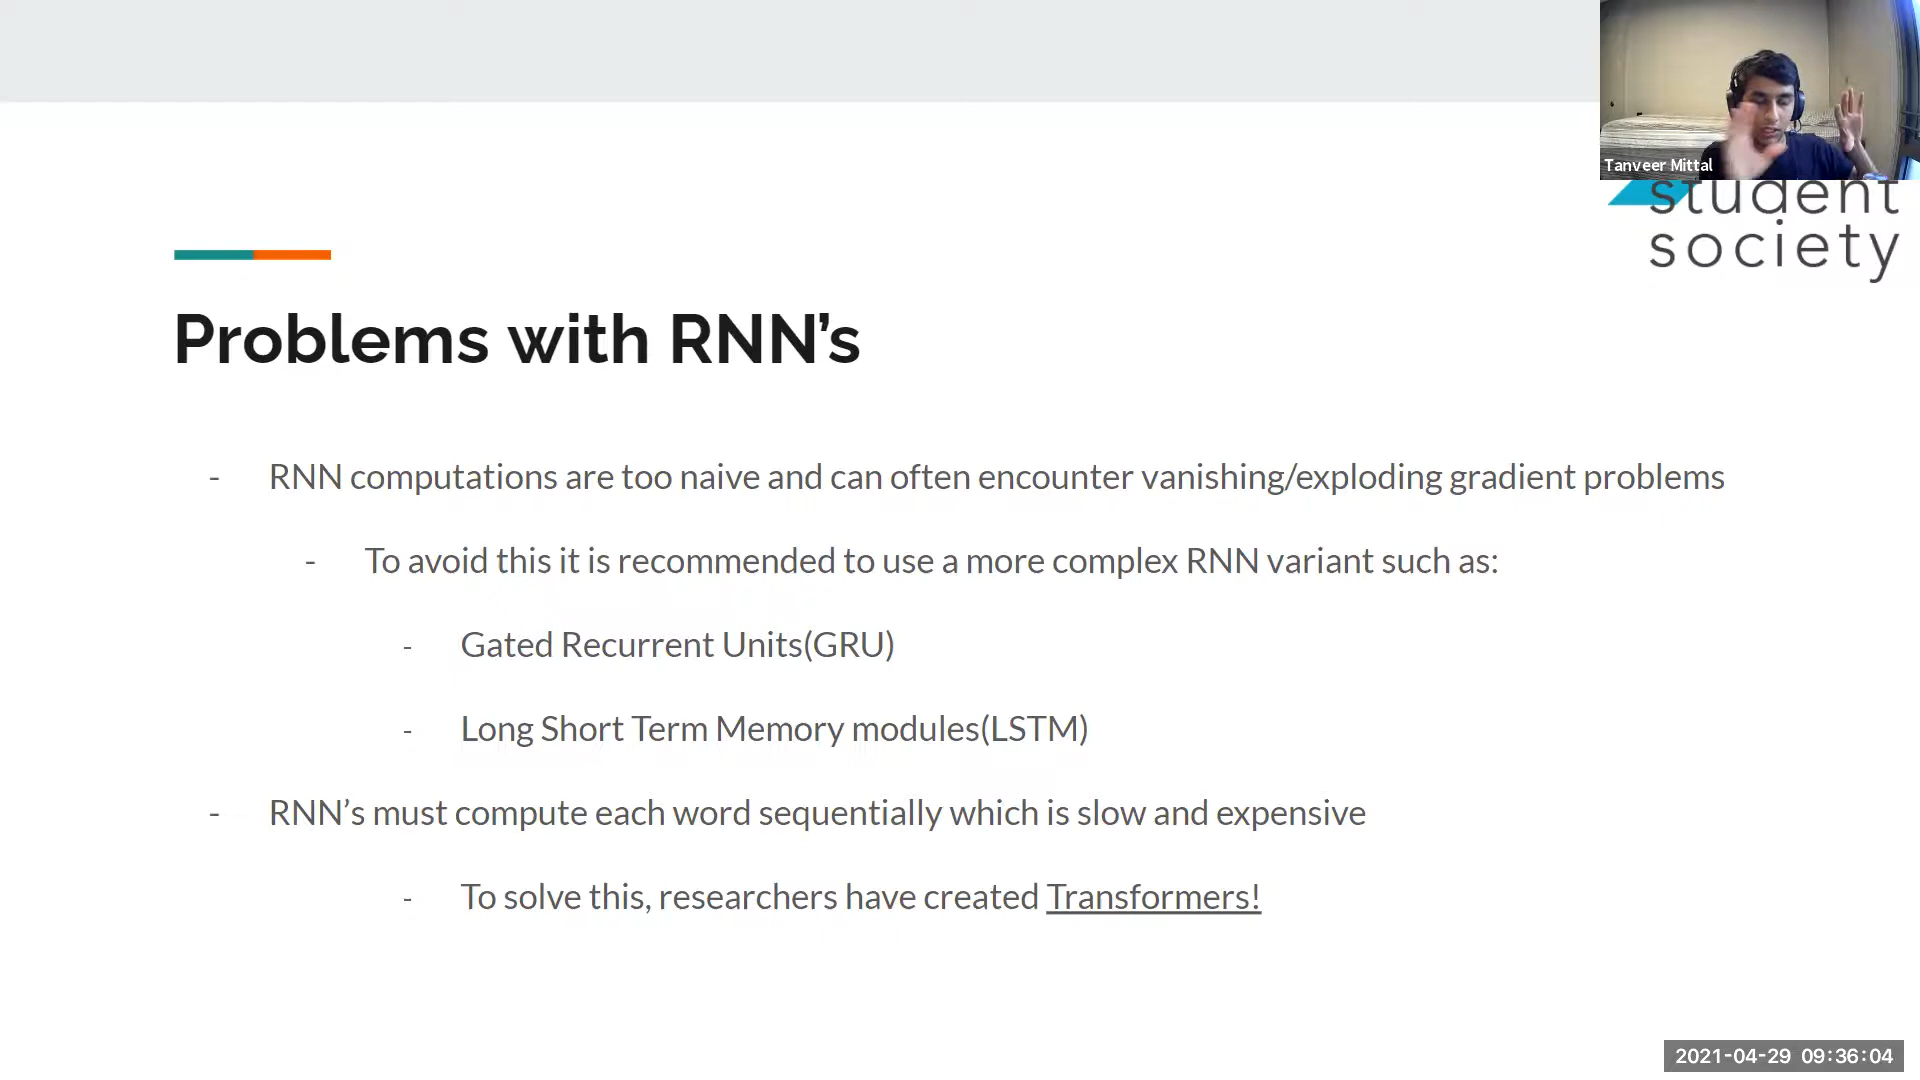 Tanveer Mittal
student
society
Problems with RNN’s
- RNN computations are too naive and can often encounter vanishing/exploding gradient problems
- To avoid this it is recommended to use a more complex RNN variant such as:
- Gated Recurrent Units(GRU)
- Long Short Term Memory modules(LSTM)
- RNN’s must compute each word sequentially which is slow and expensive
- To solve this, researchers have created Transformers!
2021-04-29 09:36:04